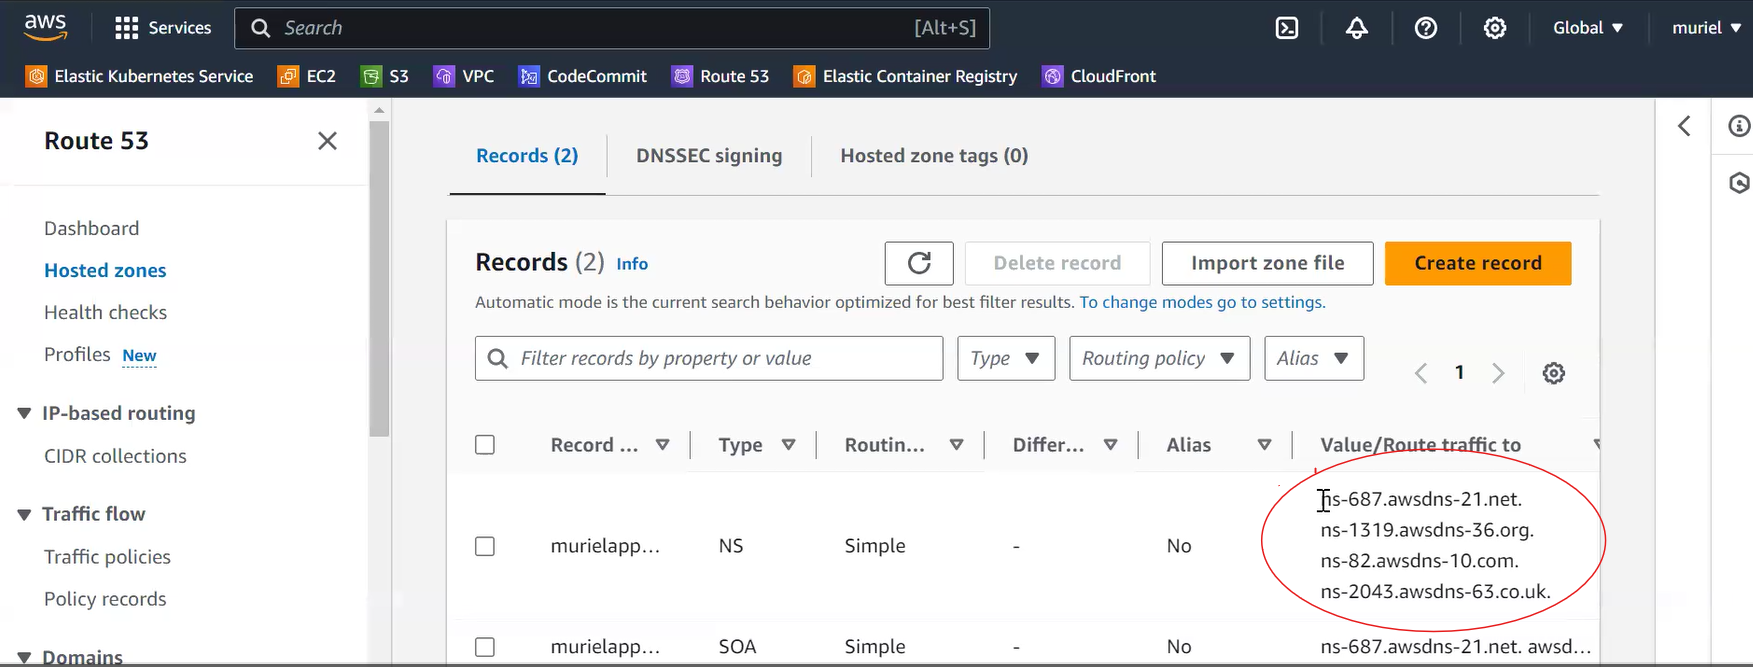 aws
Services
Search
[Alt+S]
Global
muriel
Elastic Kubernetes Service
EC2
S3
VPC
CodeCommit
Route 53
Elastic Container Registry
CloudFront
Route 53
Dashboard
Hosted zones
Health checks
Profiles New
IP-based routing
CIDR collections
Traffic flow
Traffic policies
Policy records
Domains
Records (2)
DNSSEC signing
Hosted zone tags (0)
Records (2) Info
Delete record
Import zone file
Create record
Automatic mode is the current search behavior optimized for best filter results. To change modes go to settings.
Filter records by property or value
Type
Routing policy
Alias
1
Record ...
Type
Routin...
Differ...
Alias
Value/Route traffic to
murielapp...
NS
Simple
-
No
ns-687.awsdns-21.net.
ns-1319.awsdns-36.org.
ns-82.awsdns-10.com.
ns-2043.awsdns-63.co.uk.
murielapp...
SOA
Simple
-
No
ns-687.awsdns-21.net. awsd...